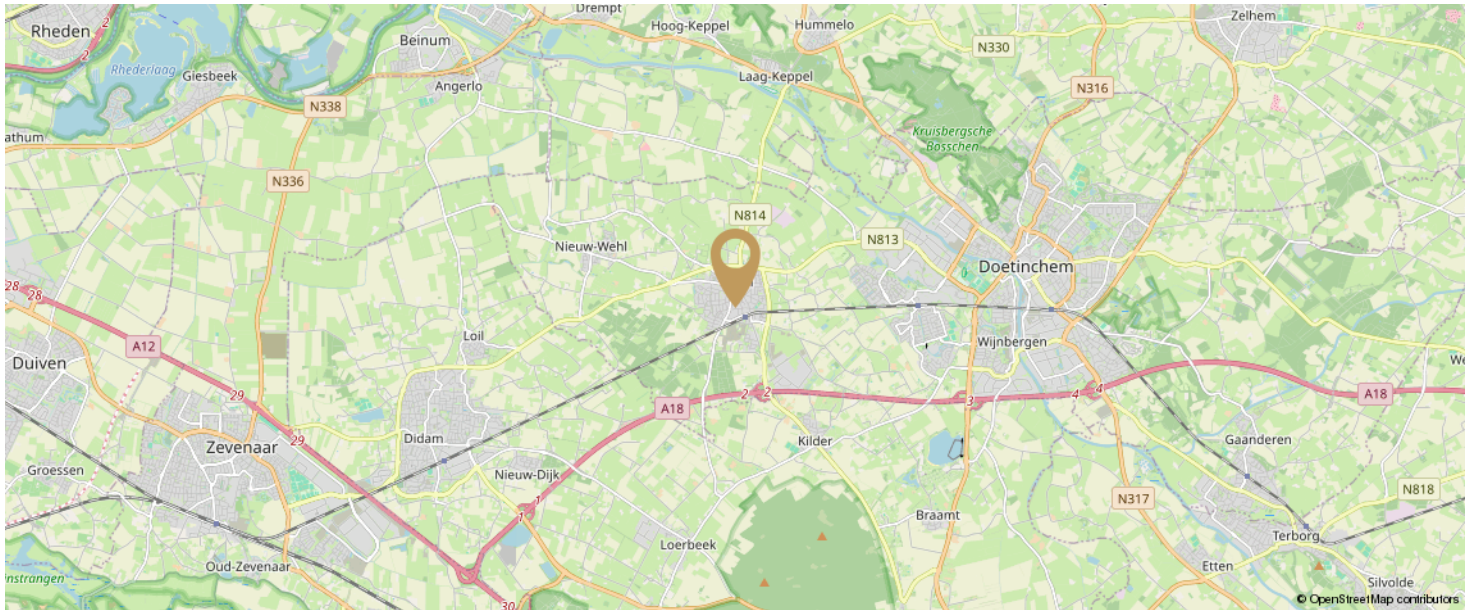 Drempt
Hoog-Keppel
Hummelo
Zelhem
Rheden
2
Beinum
N330
2
Rhederlaag
Giesbeek
Laag-Keppel
Angerlo
N316
N338
athum
Kruisbergsche
Bosschen
N336
N814
Nieuw-Wehl
N813
Doetinchem
28
28
Loil
Wijnbergen
A12
Duiven
We
29
2
2
3
4
4
A18
A18
29
Didam
Kilder
Gaanderen
Zevenaar
Groessen
Nieuw-Dijk
N818
N317
1
1
Braamt
Loerbeek
Terborg
Oud-Zevenaar
Etten
nstrangen
Silvolde
30
© OpenStreetMap contributors